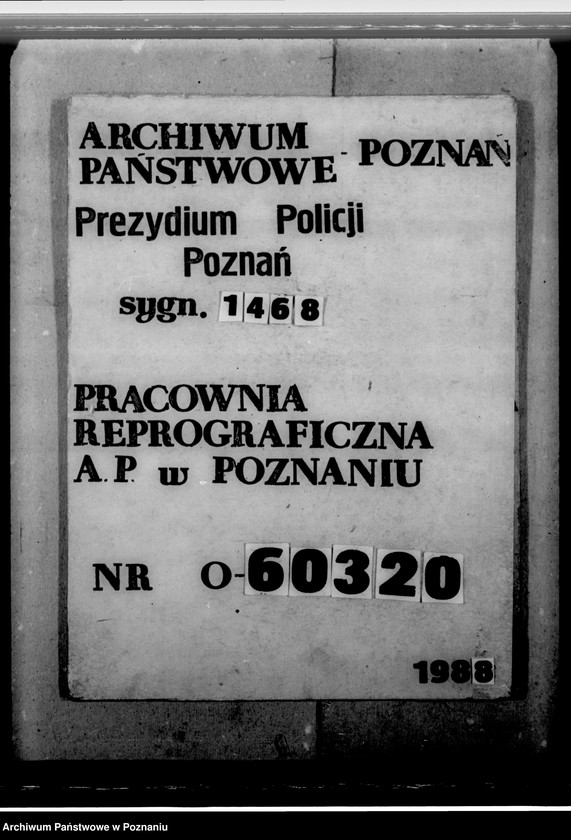 ARCHIWUM
PAŃSTWOWE - POZNAŃ
Prezydium Policji
Poznań
sygn. 1468
PRACOWNIA
REPROGRAFICZNA
A.P. w POZNANIU
NR O-60320
1988
Archiwum Państwowe w Poznaniu